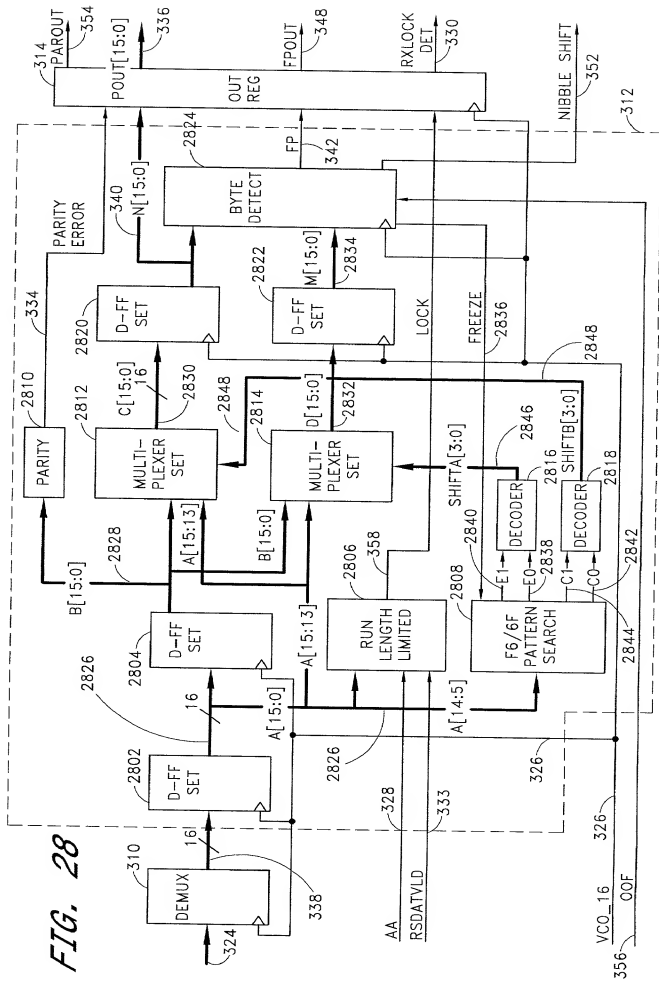 FIG. 28
324
310
DEMUX
338
16
2802
D-FF
SET
2826
16
A[15:0]
2804
D-FF
SET
B[15:0]
2828
2810
PARITY
334
PARITY
ERROR
2812
MULTI-
PLEXER
SET
A[15:13]
B[15:0]
A[15:13]
C[15:0]
16
2830
2848
2814
MULTI-
PLEXER
SET
D[15:0]
2832
2820
D-FF
SET
340
N[15:0]
2822
D-FF
SET
M[15:0]
2834
2824
BYTE
DETECT
FP
342
314
OUT
REG
PAROUT
354
POUT[15:0]
336
FPOUT
348
RXLOCK
DET
330
NIBBLE SHIFT
352
312
2806
RUN
LENGTH
LIMITED
358
LOCK
FREEZE
2836
2826
A[14:5]
2808
F6/6F
PATTERN
SEARCH
2840
E1
E0
2838
C1
2844
C0
2842
DECODER
2816
DECODER
2818
SHIFTA[3:0]
2846
SHIFTB[3:0]
2848
AA
328
RSDATVLD
333
326
VCO_16
326
OOF
356